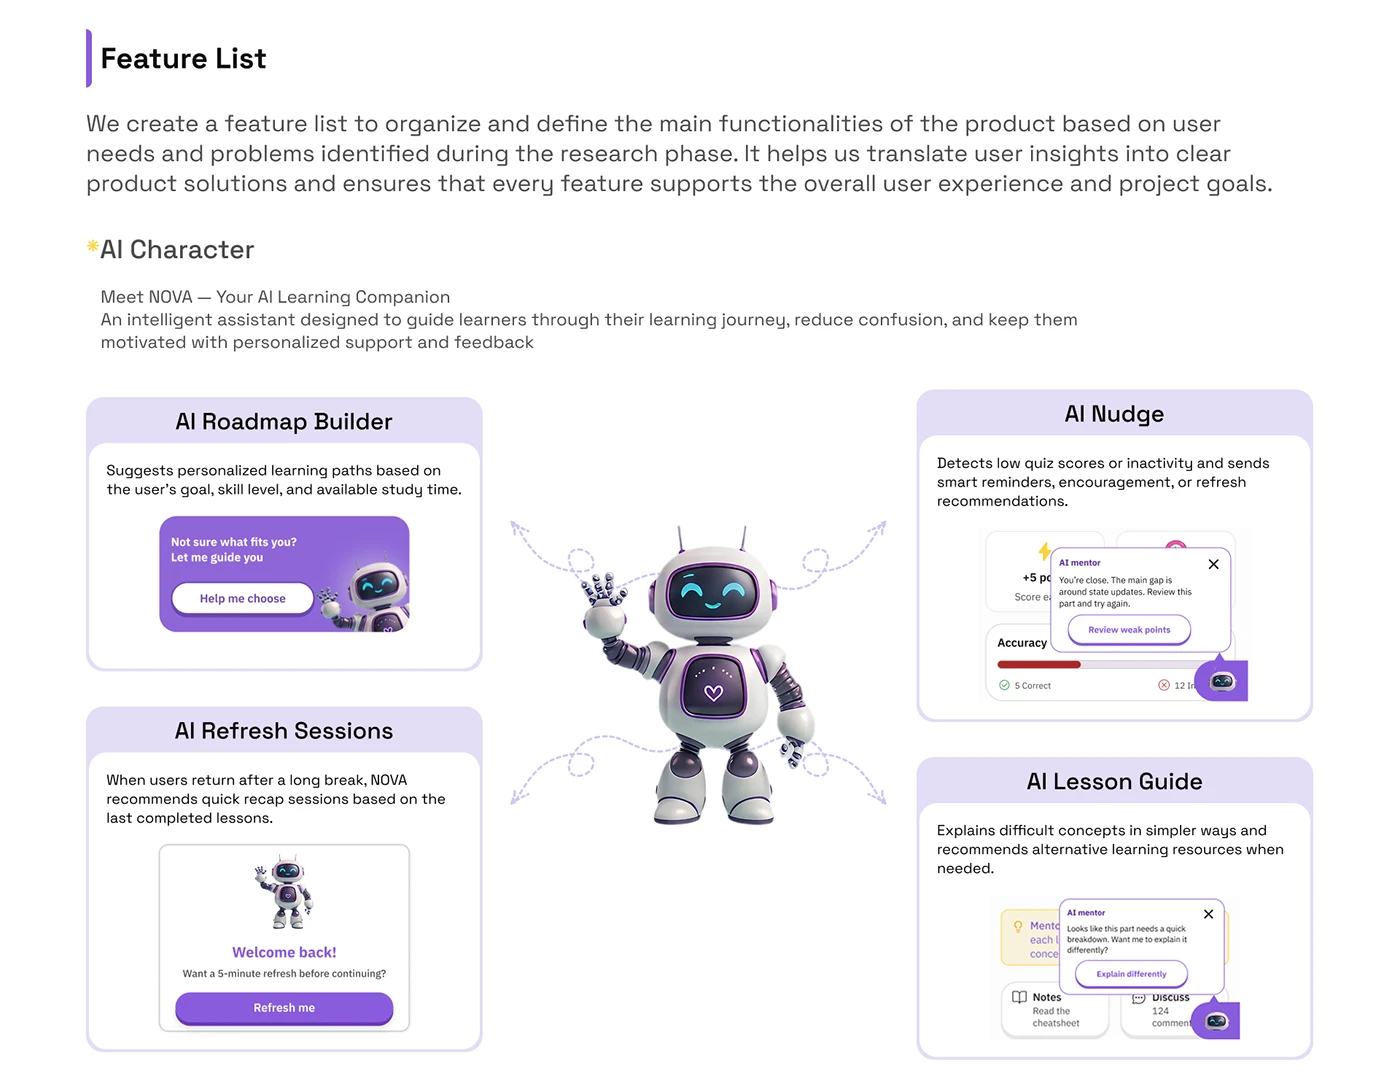 Feature List
We create a feature list to organize and define the main functionalities of the product based on user
needs and problems identified during the research phase. It helps us translate user insights into clear
product solutions and ensures that every feature supports the overall user experience and project goals.
*AI Character
Meet NOVA — Your AI Learning Companion
An intelligent assistant designed to guide learners through their learning journey, reduce confusion, and keep them
motivated with personalized support and feedback
AI Roadmap Builder
Suggests personalized learning paths based on
the user's goal, skill level, and available study time.
Not sure what fits you?
Let me guide you
Help me choose
AI Refresh Sessions
When users return after a long break, NOVA
recommends quick recap sessions based on the
last completed lessons.
Welcome back!
Want a 5-minute refresh before continuing?
Refresh me
AI Nudge
Detects low quiz scores or inactivity and sends
smart reminders, encouragement, or refresh
recommendations.
+5 po
Score ea
AI mentor
You're close. The main gap is
around state updates. Review this
part and try again.
Review weak points
Accuracy
5 Correct
12 In
AI Lesson Guide
Explains difficult concepts in simpler ways and
recommends alternative learning resources when
needed.
Mento
each l
conce
AI mentor
Looks like this part needs a quick
breakdown. Want me to explain it
differently?
Explain differently
Notes
Read the
cheatsheet
Discuss
124
comment